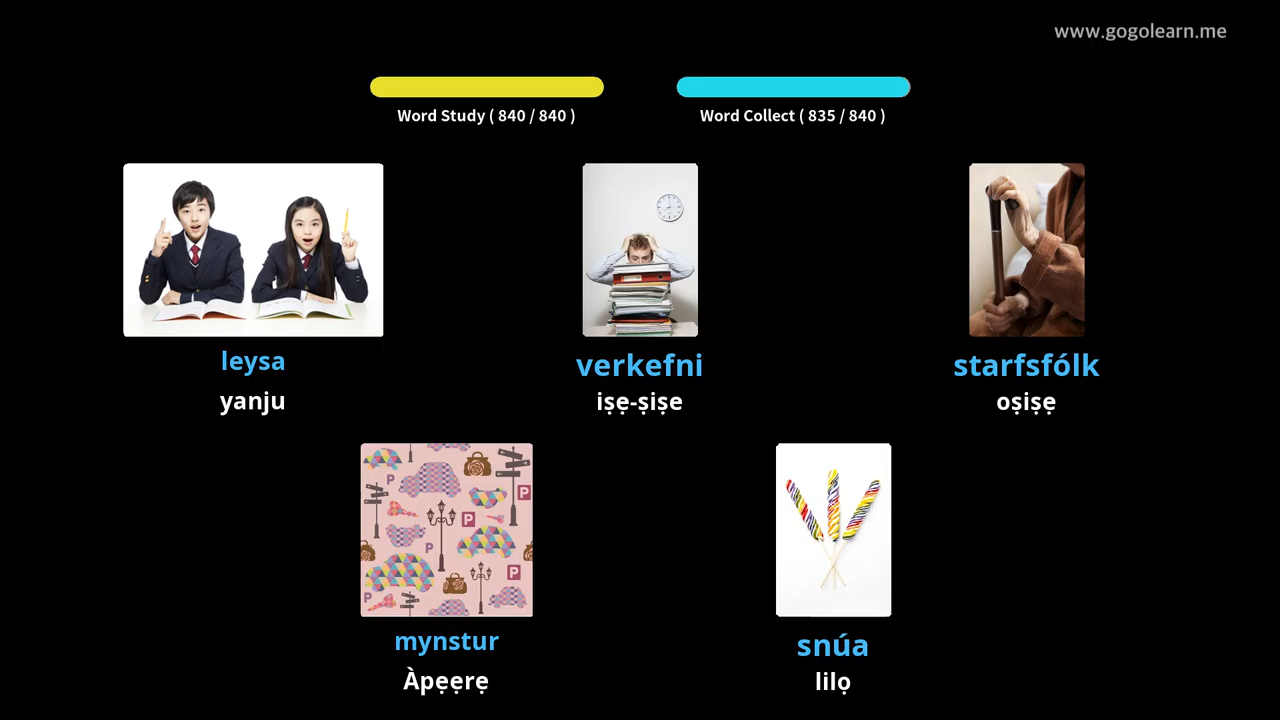 www.gogolearn.me
Word Study ( 840 / 840 )
Word Collect ( 835 / 840 )
leysa
yanju
verkefni
iṣẹ-ṣiṣe
starfsfólk
oṣiṣẹ
mynstur
Àpẹẹrẹ
snúa
lilọ